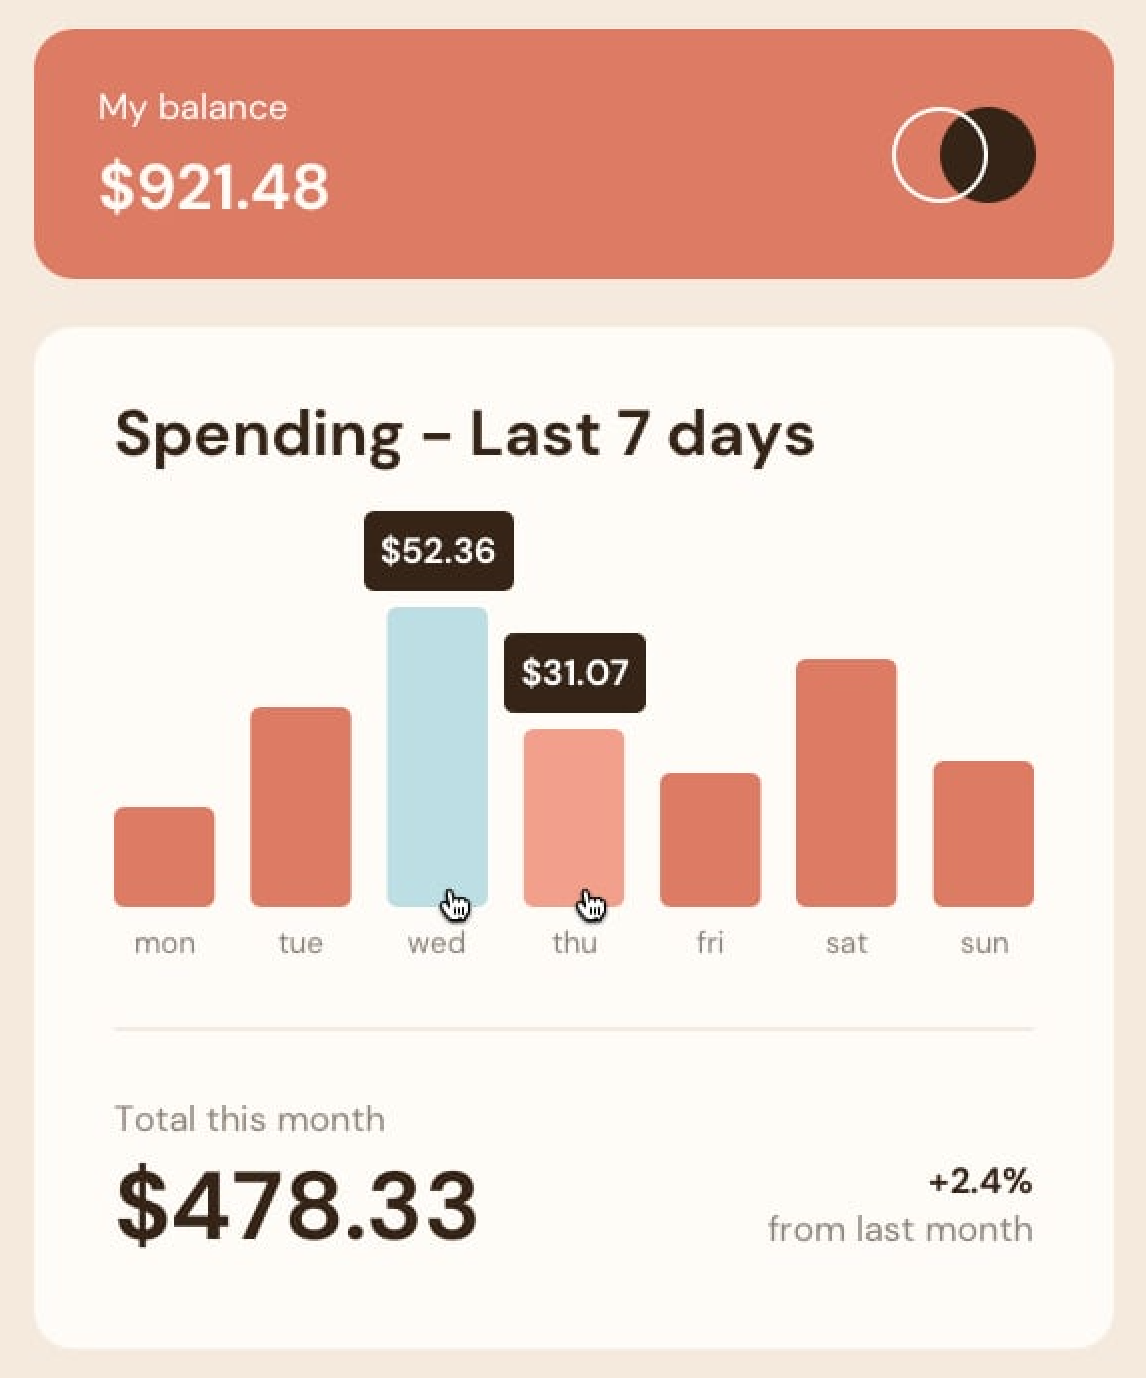 My balance
$921.48
Spending - Last 7 days
$52.36
$31.07
mon tue wed thu fri sat sun
Total this month
$478.33
+2.4%
from last month